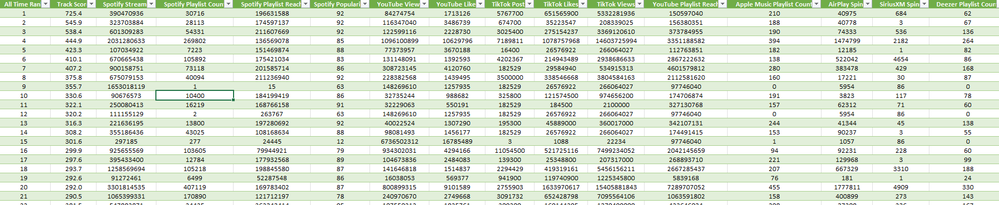 All Time Ran Track Scor Spotify Stream Spotify Playlist Coun Spotify Playlist Reach Spotify Populari YouTube View YouTube Like TikTok Post TikTok Likes TikTok Views YouTube Playlist Reach Apple Music Playlist Count AirPlay Spin SiriusXM Spin Deezer Playlist Cour
1 725.4 390470936 30716 196631588 92 84274754 1713126 5767700 651565900 5332281936 150597040 210 40975 684 62
2 545.9 323703884 28113 174597137 92 116347040 3486739 674700 35223547 208339025 156380351 188 40778 3 67
3 538.4 601309283 54331 211607669 92 122599116 2228730 3025400 275154237 3369120610 373784955 190 74333 536 136
4 444.9 2031280633 269802 136569078 85 1096100899 10629796 7189811 1078757968 14603725994 3351188582 394 1474799 2182 264
5 423.3 107034922 7223 151469874 88 77373957 3670188 16400 26576922 266064027 112763851 182 12185 1 82
6 410.1 670665438 105892 175421034 83 131148091 1392593 4202367 214943489 2938686633 2867222632 138 522042 4654 86
7 407.2 900158751 73118 201585714 86 308723145 4120760 182529 29584940 534915313 4601579812 280 383478 429 168
8 375.8 675079153 40094 211236940 92 228382568 1439495 3500000 338546668 3804584163 2112581620 160 17221 30 87
9 355.7 1653018119 1 15 63 148269610 1257935 182529 26576922 266064027 97746040 0 5954 86 0
10 330.6 90676573 10400 184199419 86 32735244 988682 325800 121574500 974656200 174706874 191 3823 117 78
11 322.1 250080413 16219 168766158 91 32229063 550191 182529 184500 2100000 327130768 157 62312 71 60
12 320.2 111155129 2 263767 63 148269610 1257935 182529 26576922 266064027 97746040 0 5954 86 0
13 316.3 221636195 13800 197280692 92 40022524 1307290 195300 45889000 360017000 342107131 244 41344 45 138
14 308.2 355186436 43025 108168634 88 98081493 1456177 182529 26576922 266064027 174491415 153 90237 3 55
15 301.6 297185 277 24445 12 6736502312 16785489 3 1088 22234 97746040 1 1057 86 0
16 299.9 925655569 103605 79944921 79 934302031 4294166 11054500 521725116 7499234052 2042145659 94 92231 228 60
17 297.6 395433400 12784 177932568 89 104673836 2484083 139300 25348800 207317000 268893710 221 129968 3 99
18 293.7 1258569694 105218 198845580 87 141646818 1514837 2294429 419319161 5456156211 2667285437 207 667329 3310 188
19 292.6 91272461 6499 52287548 86 16038053 569377 941900 119740900 1225345800 5839168 76 181 1 24
20 292.0 3301814535 407119 169783402 87 800899315 9101589 2755903 1633970617 15405881843 7289707052 455 1777811 4909 330
21 290.5 1065399331 170890 121712197 78 240970670 2749668 3091732 652428798 7095564106 1063591802 158 400899 273 143